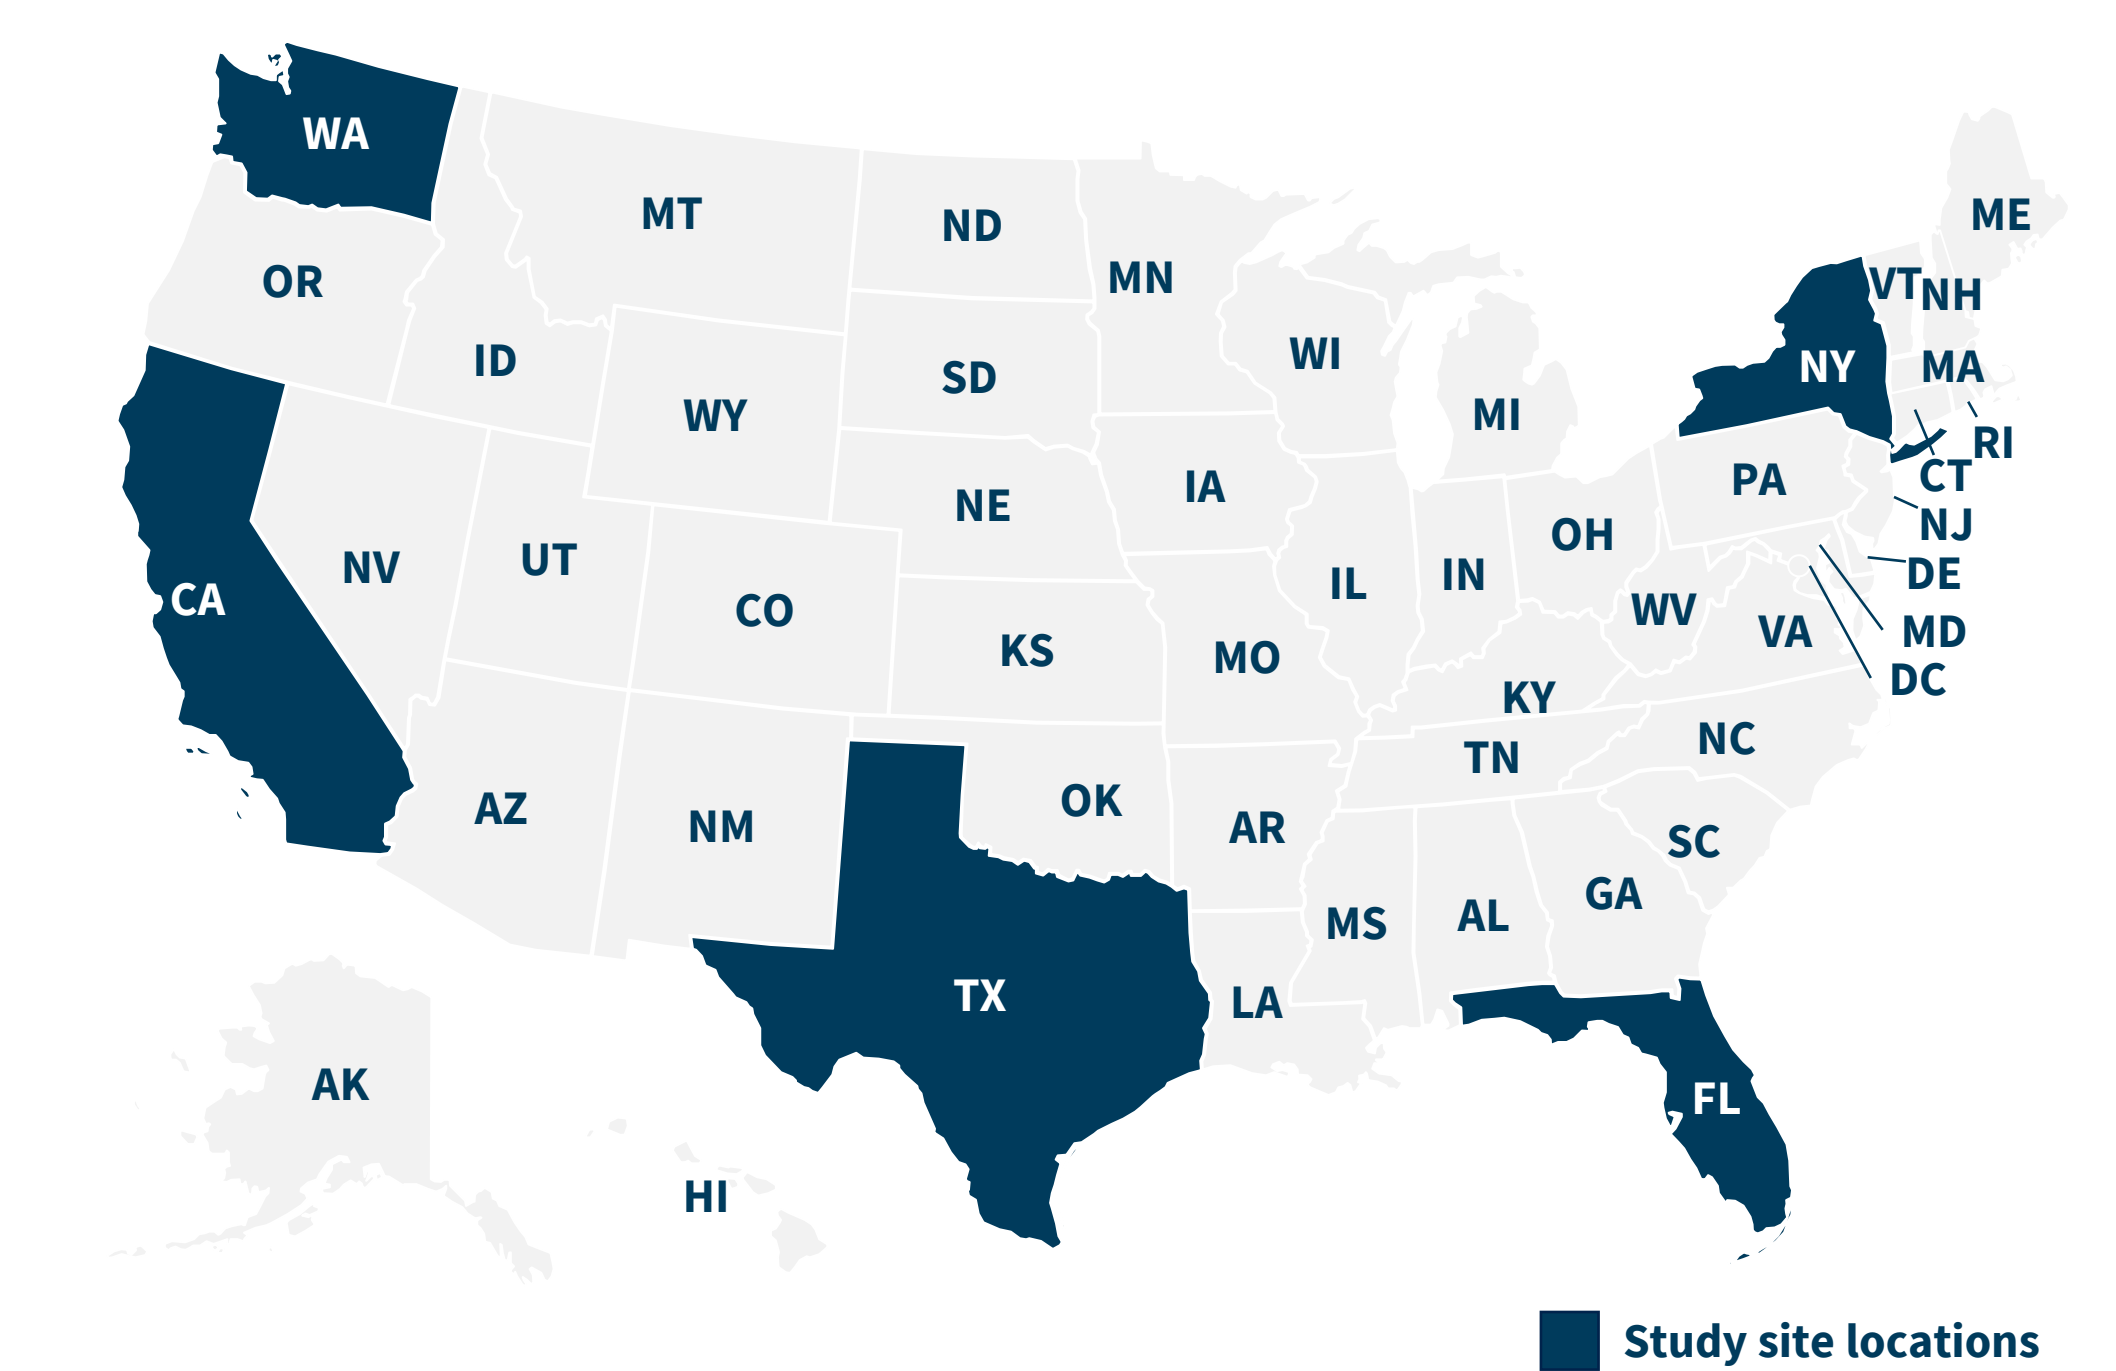 WA
MT
ND
MN
ME
OR
VT
NH
ID
WI
NY
MA
SD
WY
MI
RI
PA
CT
IA
NE
NJ
OH
UT
NV
IN
DE
IL
CA
CO
WV
VA
MD
KS
MO
DC
KY
NC
TN
OK
AZ
NM
AR
SC
GA
AL
MS
TX
LA
AK
FL
HI
Study site locations